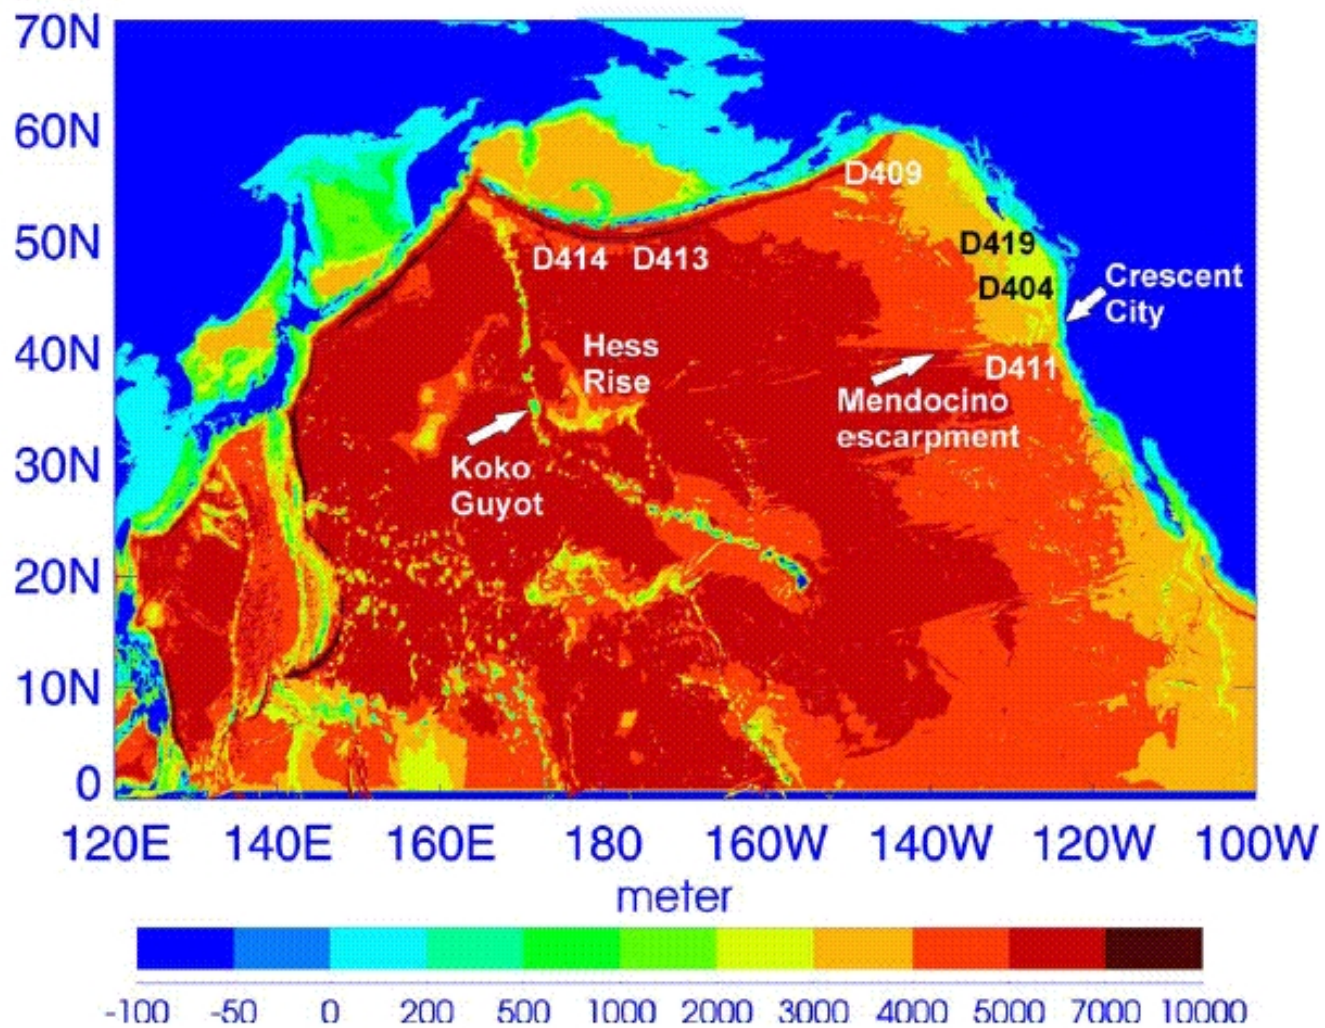 70N
60N
50N
40N
30N
20N
10N
0
D409
D419
D414 D413
D404
Crescent
City
Hess
Rise
D411
Mendocino
escarpment
Koko
Guyot
120E 140E 160E 180 160W 140W 120W 100W
meter
-100 -50 0 200 500 1000 2000 3000 4000 5000 7000 10000